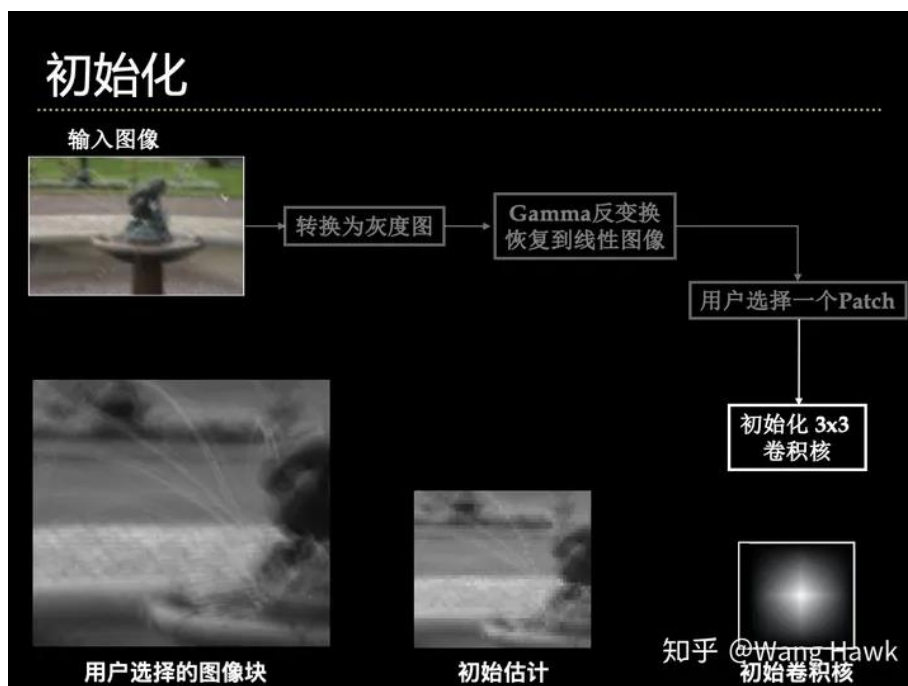 初始化
输入图像
转换为灰度图
Gamma反变换
恢复到线性图像
用户选择一个Patch
初始化 3x3
卷积核
用户选择的图像块
初始估计
初始卷积核
知乎 @Wang Hawk